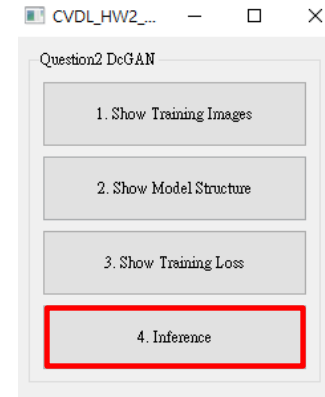 CVDL_HW2_...
Question2 DcGAN
1. Show Training Images
2. Show Model Structure
3. Show Training Loss
4. Inference